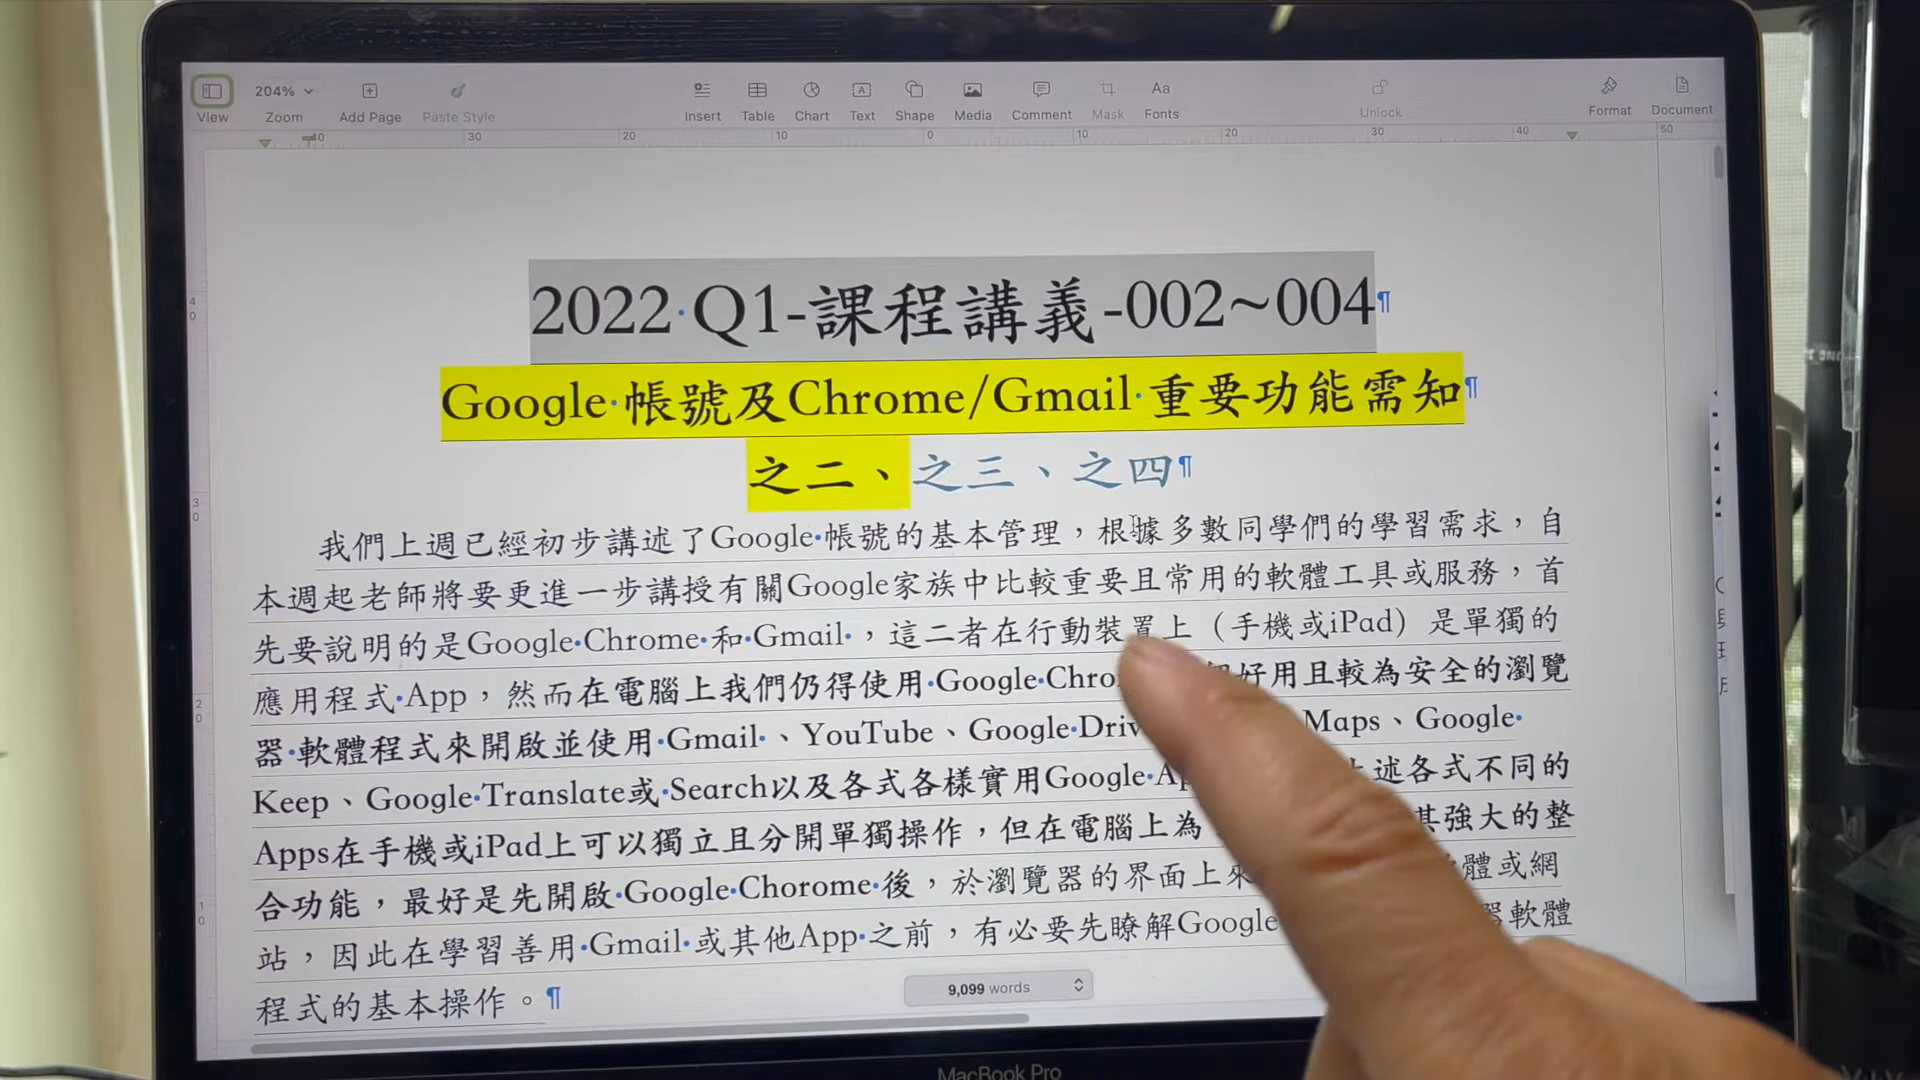 204%
View
Zoom
Add Page
Paste Style
Insert
Table
Chart
Text
Shape
Media
Comment
Mask
Aa
Fonts
Unlock
Format
Document
40 30 20 10 0 10 20 30 40 50
2022 Q1-課程講義-002~004
Google 帳號及Chrome/Gmail 重要功能需知
之二、之三、之四
我們上週已經初步講述了Google 帳號的基本管理，根據多數同學們的學習需求，自
本週起老師將要更進一步講授有關Google家族中比較重要且常用的軟體工具或服務，首
先要說明的是Google Chrome 和 Gmail ，這二者在行動裝置上（手機或iPad）是單獨的
應用程式 App，然而在電腦上我們仍得使用 Google Chro 好用且較為安全的瀏覽
器 軟體程式來開啟並使用 Gmail 、YouTube、Google Driv Maps、Google
Keep、Google Translate或 Search以及各式各樣實用Google Ap 述各式不同的
Apps在手機或iPad上可以獨立且分開單獨操作，但在電腦上為 其強大的整
合功能，最好是先開啟 Google Chorome 後，於瀏覽器的界面上來 體或網
站，因此在學習善用 Gmail 或其他App 之前，有必要先瞭解Google 器軟體
程式的基本操作。
9,099 words
MacBook Pro